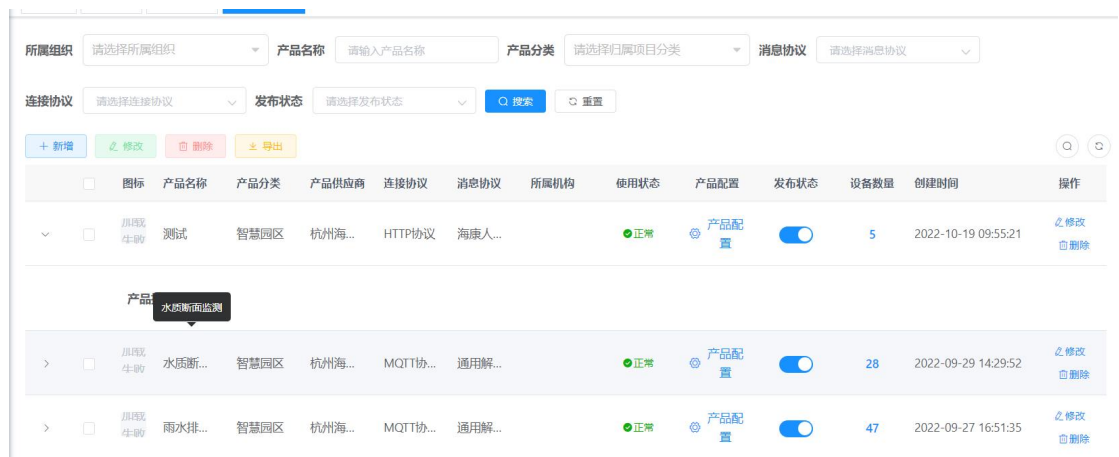 所属组织 请选择所属组织 产品名称 请输入产品名称 产品分类 请选择归属项目分类 消息协议 请选择消息协议
连接协议 请选择连接协议 发布状态 请选择发布状态 搜索 重置
新增 修改 删除 导出
图标 产品名称 产品分类 产品供应商 连接协议 消息协议 所属机构 使用状态 产品配置 发布状态 设备数量 创建时间 操作
测试 智慧园区 杭州海... HTTP协议 海康人... 正常 产品配置 5 2022-10-19 09:55:21 修改 删除
产品
水质断面监测
水质断... 智慧园区 杭州海... MQTT协... 通用解... 正常 产品配置 28 2022-09-29 14:29:52 修改 删除
雨水排... 智慧园区 杭州海... MQTT协... 通用解... 正常 产品配置 47 2022-09-27 16:51:35 修改 删除